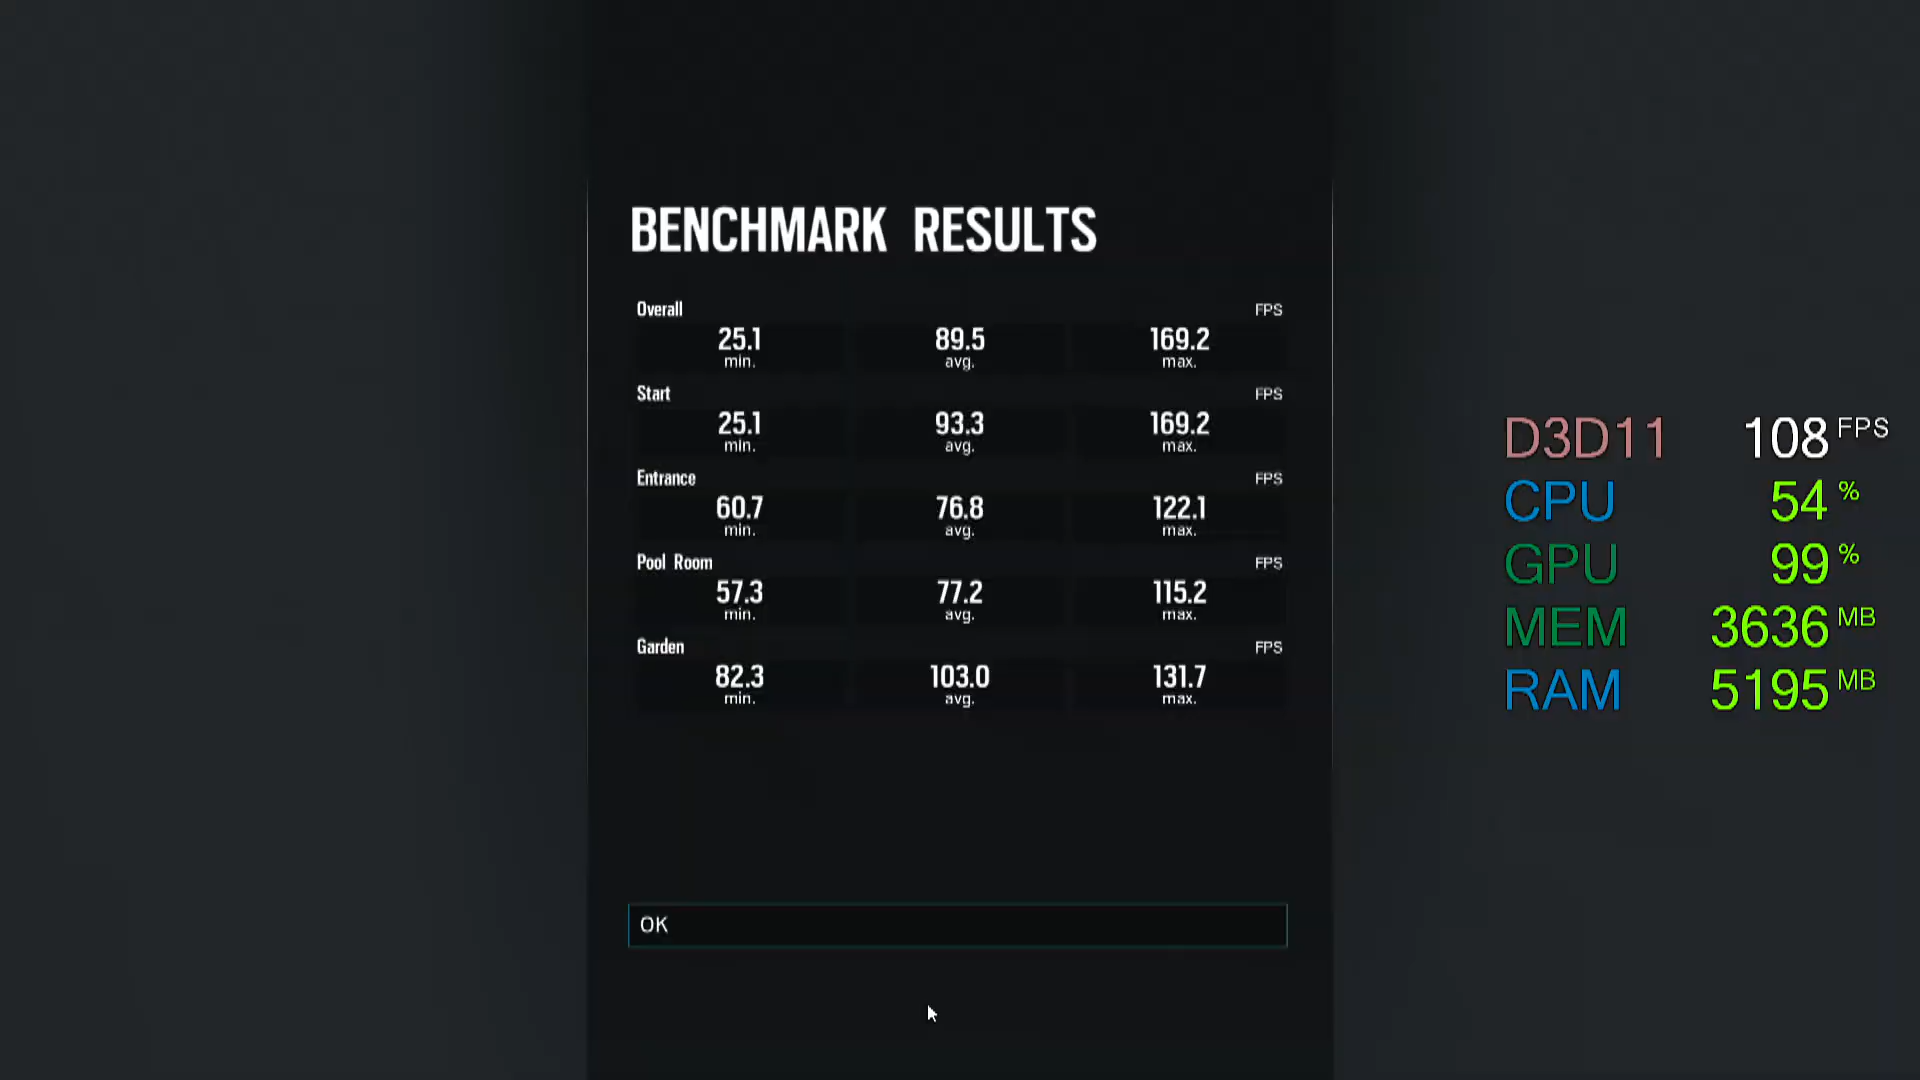 BENCHMARK RESULTS
Overall FPS
25.1 89.5 169.2
min. avg. max.
Start FPS
25.1 93.3 169.2
min. avg. max.
Entrance FPS
60.7 76.8 122.1
min. avg. max.
Pool Room FPS
57.3 77.2 115.2
min. avg. max.
Garden FPS
82.3 103.0 131.7
min. avg. max.
OK
D3D11 108 FPS
CPU 54 %
GPU 99 %
MEM 3636 MB
RAM 5195 MB